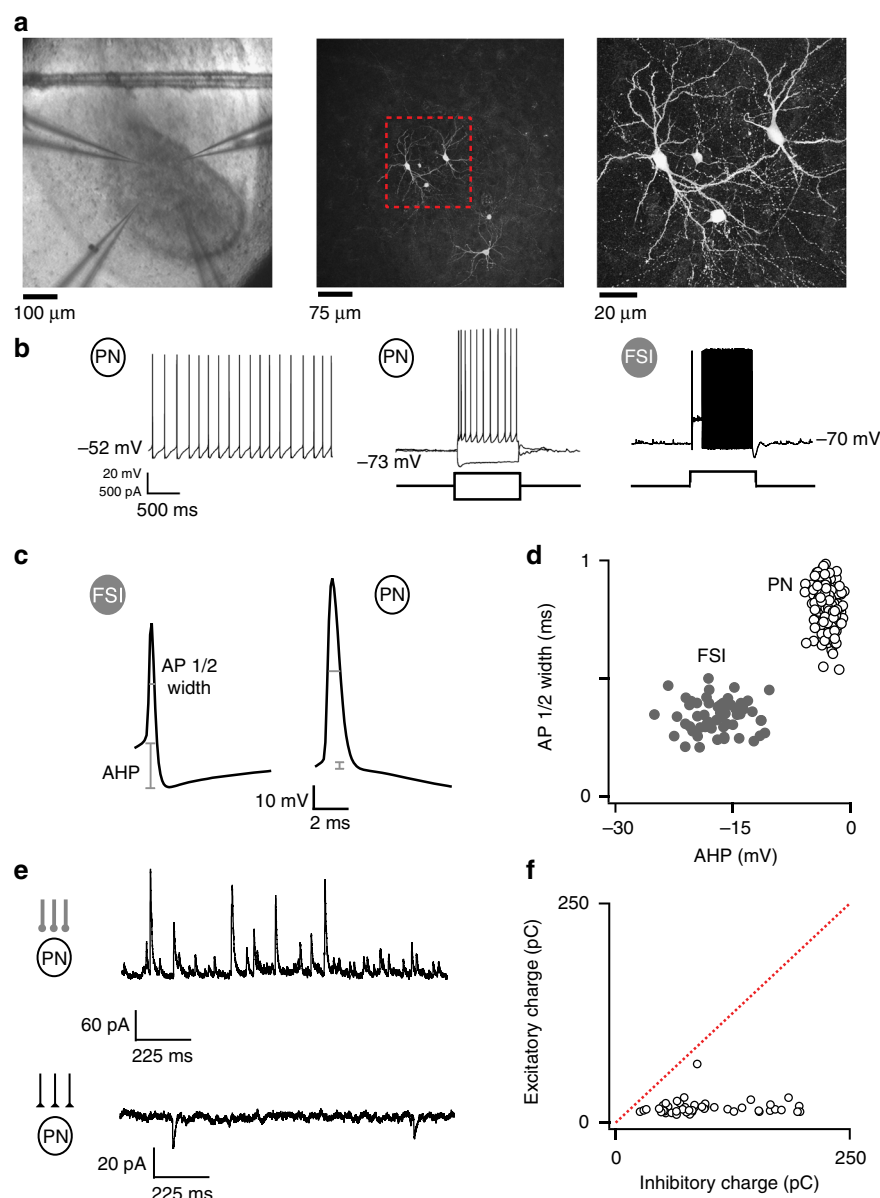 a
100 μm
75 μm
20 μm
b
PN
PN
FSI
−52 mV
−73 mV
−70 mV
20 mV
500 pA
500 ms
c
FSI
PN
AP 1/2
width
AHP
10 mV
2 ms
d
1
PN
FSI
AP 1/2 width (ms)
0
−30
−15
0
AHP (mV)
e
PN
60 pA
225 ms
PN
20 pA
225 ms
f
250
Excitatory charge (pC)
0
0
250
Inhibitory charge (pC)